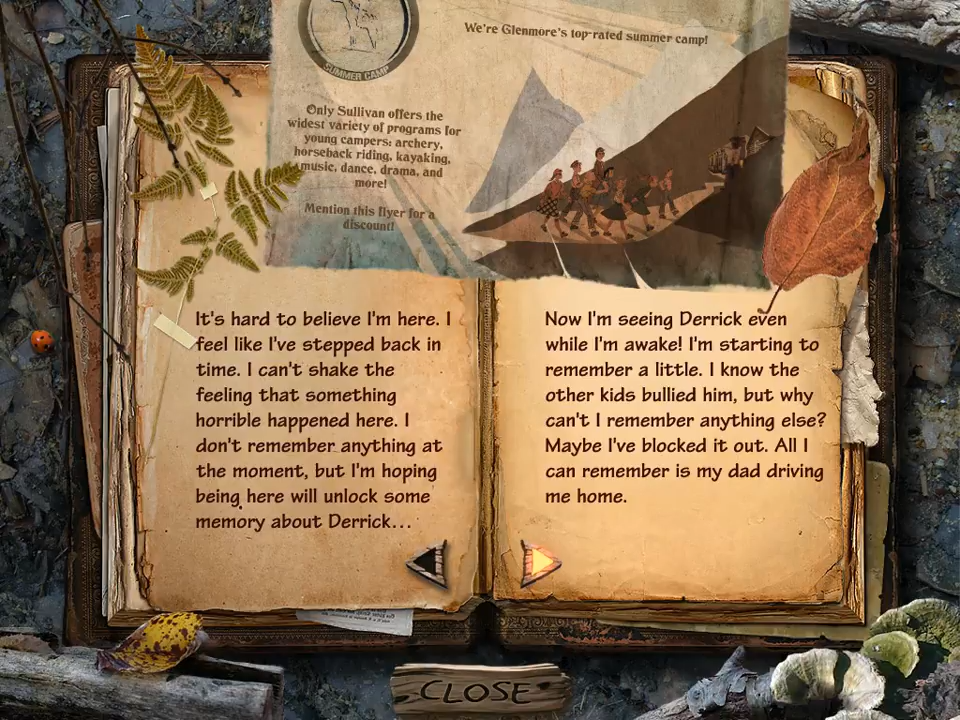 SUMMER CAMP
We're Glenmore's top-rated summer camp!
Only Sullivan offers the
widest variety of programs for
young campers: archery,
horseback riding, kayaking,
music, dance, drama, and
more!
Mention this flyer for a
discount!
It's hard to believe I'm here. I
feel like I've stepped back in
time. I can't shake the
feeling that something
horrible happened here. I
don't remember anything at
the moment, but I'm hoping
being here will unlock some
memory about Derrick...
Now I'm seeing Derrick even
while I'm awake! I'm starting to
remember a little. I know the
other kids bullied him, but why
can't I remember anything else?
Maybe I've blocked it out. All I
can remember is my dad driving
me home.
CLOSE